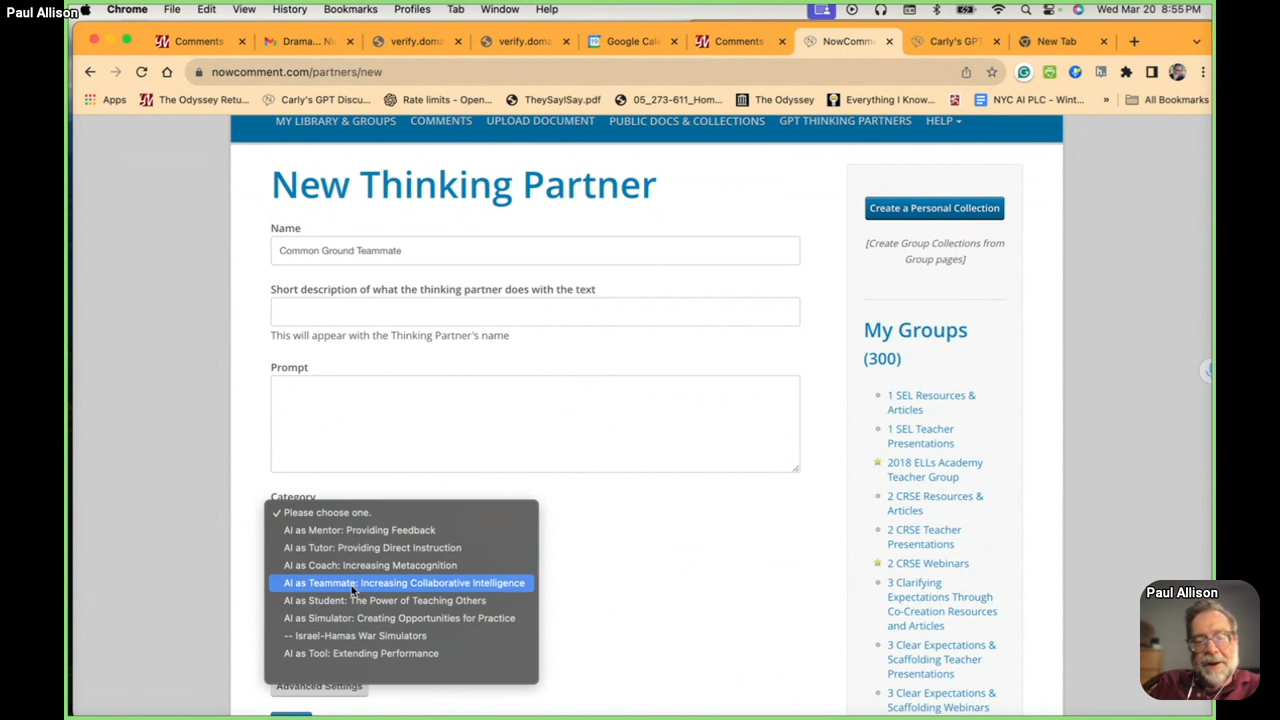 Paul Allison
Chrome File Edit View History Bookmarks Profiles Tab Window Help Wed Mar 20 8:55 PM
Comments Gmail Drama... Ni verify.doma verify.doma Google Cal Comments NowComm Carly's GPT New Tab
nowcomment.com/partners/new
Apps The Odyssey Retu... Carly's GPT Discu... Rate limits - Open... TheySayISay.pdf 05_273-611_Hom... The Odyssey Everything I Know... NYC AI PLC - Wint... » All Bookmarks
MY LIBRARY & GROUPS COMMENTS UPLOAD DOCUMENT PUBLIC DOCS & COLLECTIONS GPT THINKING PARTNERS HELP
New Thinking Partner
Name
Common Ground Teammate
Short description of what the thinking partner does with the text
This will appear with the Thinking Partner's name
Prompt
Category
Please choose one.
AI as Mentor: Providing Feedback
AI as Tutor: Providing Direct Instruction
AI as Coach: Increasing Metacognition
AI as Teammate: Increasing Collaborative Intelligence
AI as Student: The Power of Teaching Others
AI as Simulator: Creating Opportunities for Practice
-- Israel-Hamas War Simulators
AI as Tool: Extending Performance
Advanced Settings
Create a Personal Collection
[Create Group Collections from
Group pages]
My Groups
(300)
1 SEL Resources &
Articles
1 SEL Teacher
Presentations
2018 ELLs Academy
Teacher Group
2 CRSE Resources &
Articles
2 CRSE Teacher
Presentations
2 CRSE Webinars
3 Clarifying
Expectations Through
Co-Creation Resources
and Articles
3 Clear Expectations &
Scaffolding Teacher
Presentations
3 Clear Expectations &
Scaffolding Webinars
Paul Allison